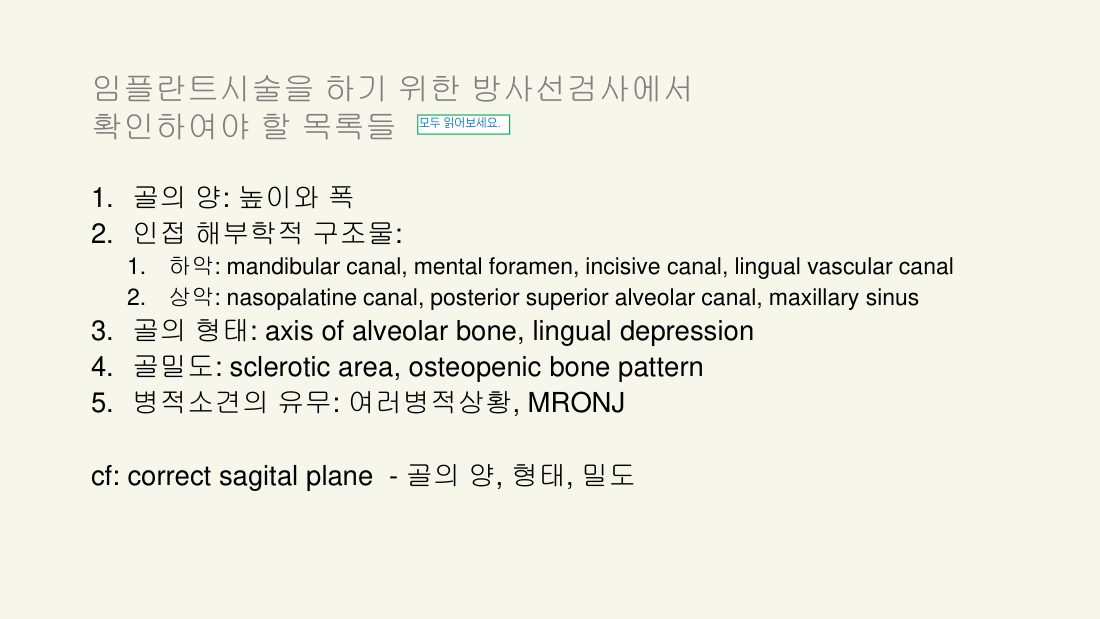 임플란트시술을 하기 위한 방사선검사에서
확인하여야 할 목록들 모두 읽어보세요.
1. 골의 양: 높이와 폭
2. 인접 해부학적 구조물:
1. 하악: mandibular canal, mental foramen, incisive canal, lingual vascular canal
2. 상악: nasopalatine canal, posterior superior alveolar canal, maxillary sinus
3. 골의 형태: axis of alveolar bone, lingual depression
4. 골밀도: sclerotic area, osteopenic bone pattern
5. 병적소견의 유무: 여러병적상황, MRONJ
cf: correct sagital plane - 골의 양, 형태, 밀도